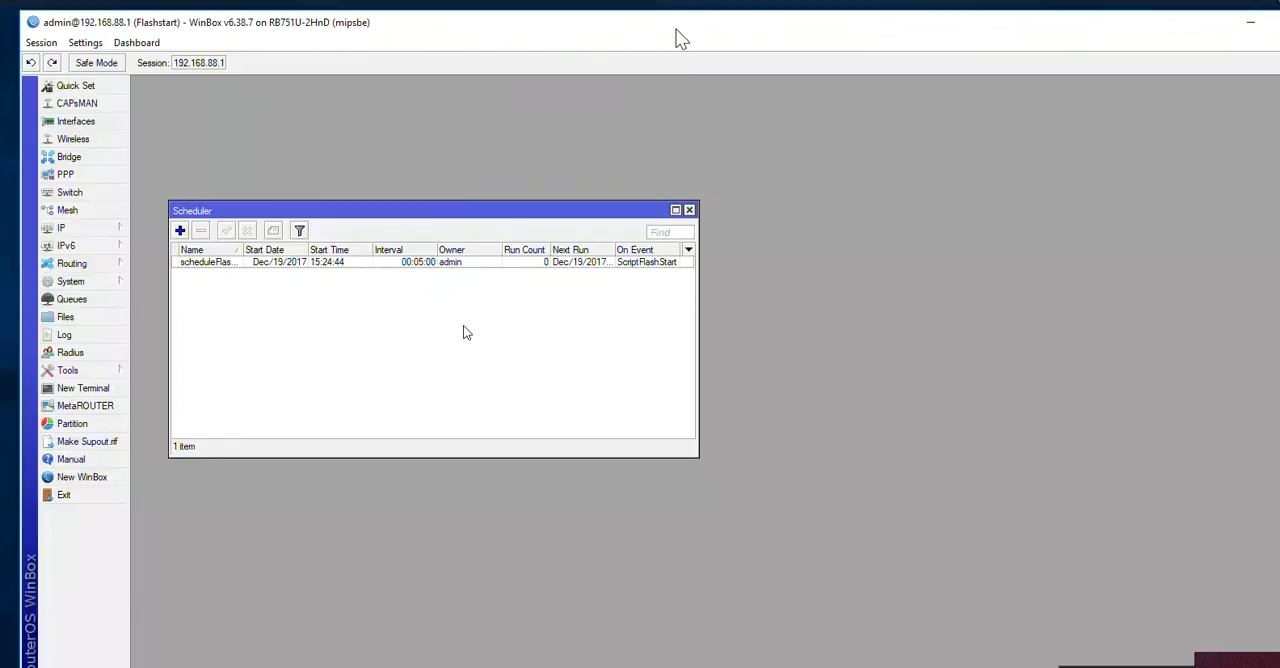 admin@192.168.88.1 (Flashstart) - WinBox v6.38.7 on RB751U-2HnD (mipsbe)
Session Settings Dashboard
Safe Mode Session: 192.168.88.1
Quick Set
CAPsMAN
Interfaces
Wireless
Bridge
PPP
Switch
Mesh
IP
IPv6
Routing
System
Queues
Files
Log
Radius
Tools
New Terminal
MetaROUTER
Partition
Make Supout.rif
Manual
New WinBox
Exit
uterOS WinBox
Scheduler
Find
Name Start Date Start Time Interval Owner Run Count Next Run On Event
scheduleFlas... Dec/19/2017 15:24:44 00:05:00 admin 0 Dec/19/2017... ScriptFlashStart
1 item